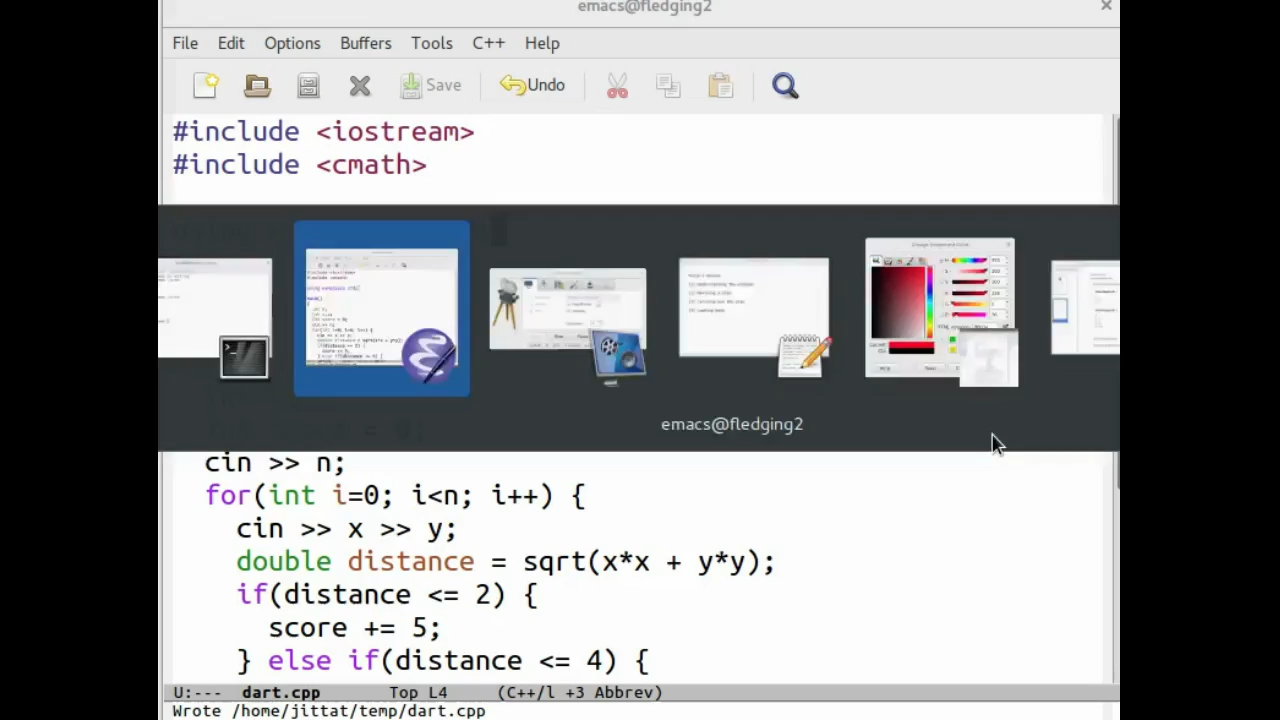 emacs@fledging2
File Edit Options Buffers Tools C++ Help
Save Undo
#include <iostream>
#include <cmath>
emacs@fledging2
cin >> n;
for(int i=0; i<n; i++) {
cin >> x >> y;
double distance = sqrt(x*x + y*y);
if(distance <= 2) {
score += 5;
} else if(distance <= 4) {
U:--- dart.cpp Top L4 (C++/l +3 Abbrev)
Wrote /home/jittat/temp/dart.cpp